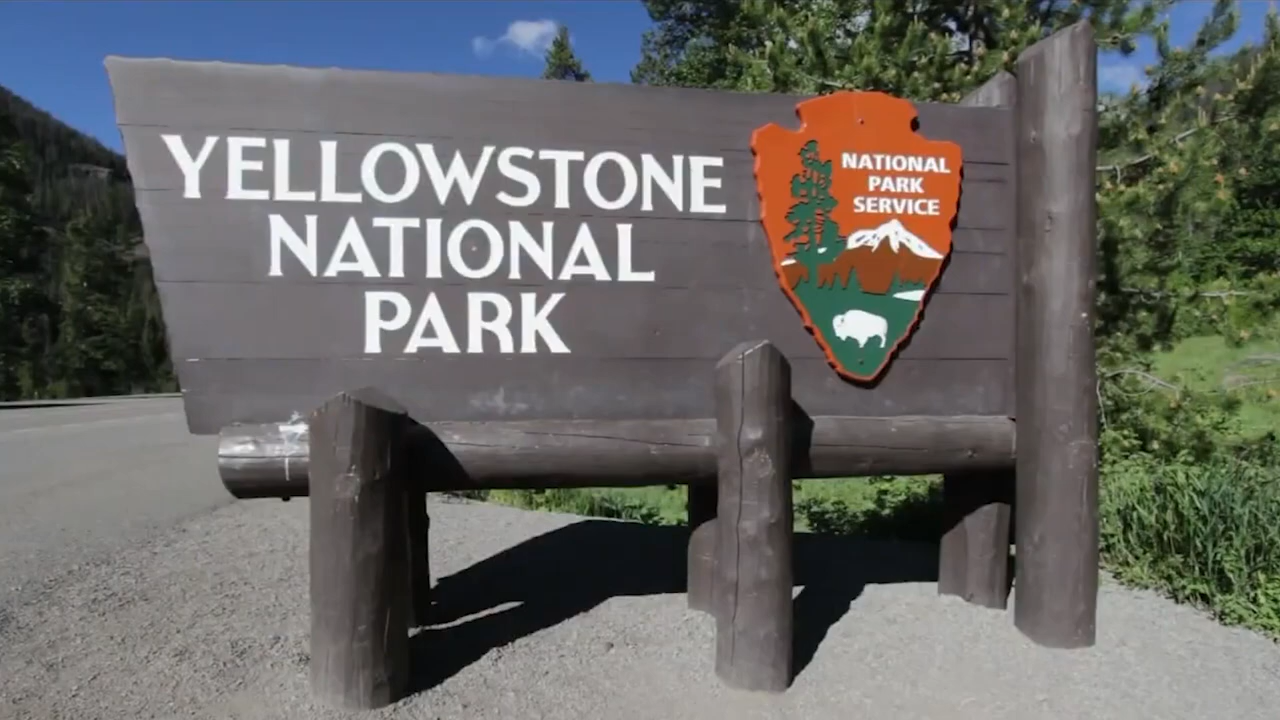 YELLOWSTONE
NATIONAL
PARK
NATIONAL
PARK
SERVICE